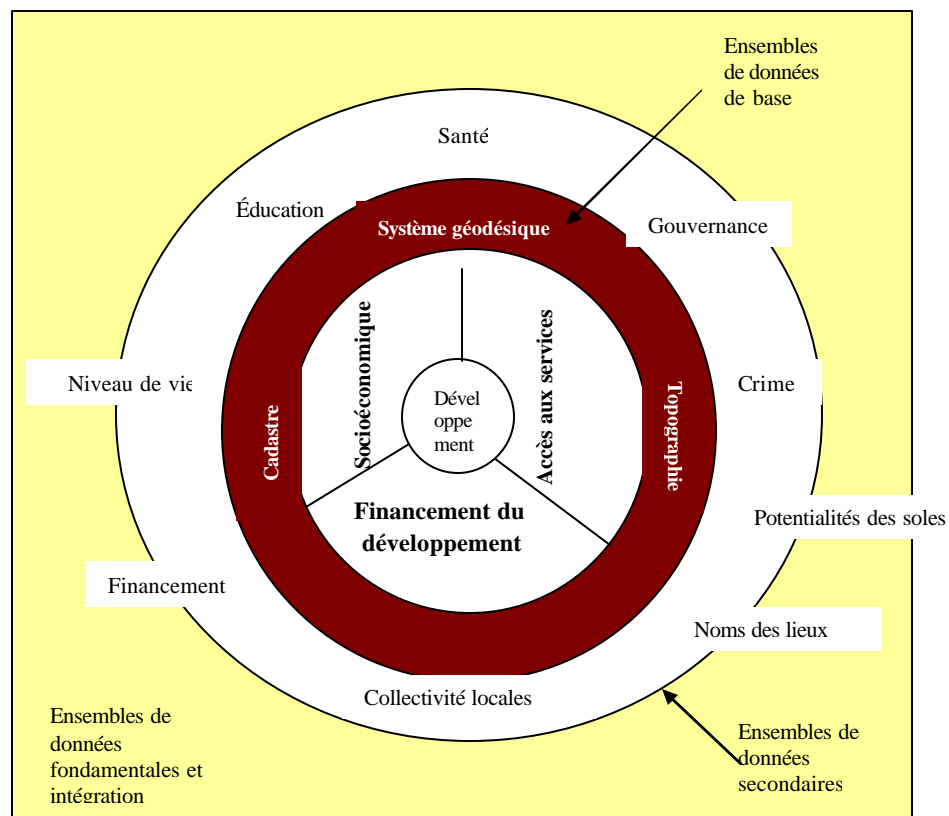 Ensembles
de données
de base
Santé
Éducation
Système géodésique
Gouvernance
Socioéconomique
Accès aux services
Niveau de vie
Cadastre
Dével
oppe
ment
Topographie
Crime
Financement du
développement
Potentialités des soles
Financement
Noms des lieux
Collectivité locales
Ensembles de
données
fondamentales et
intégration
Ensembles de
données
secondaires